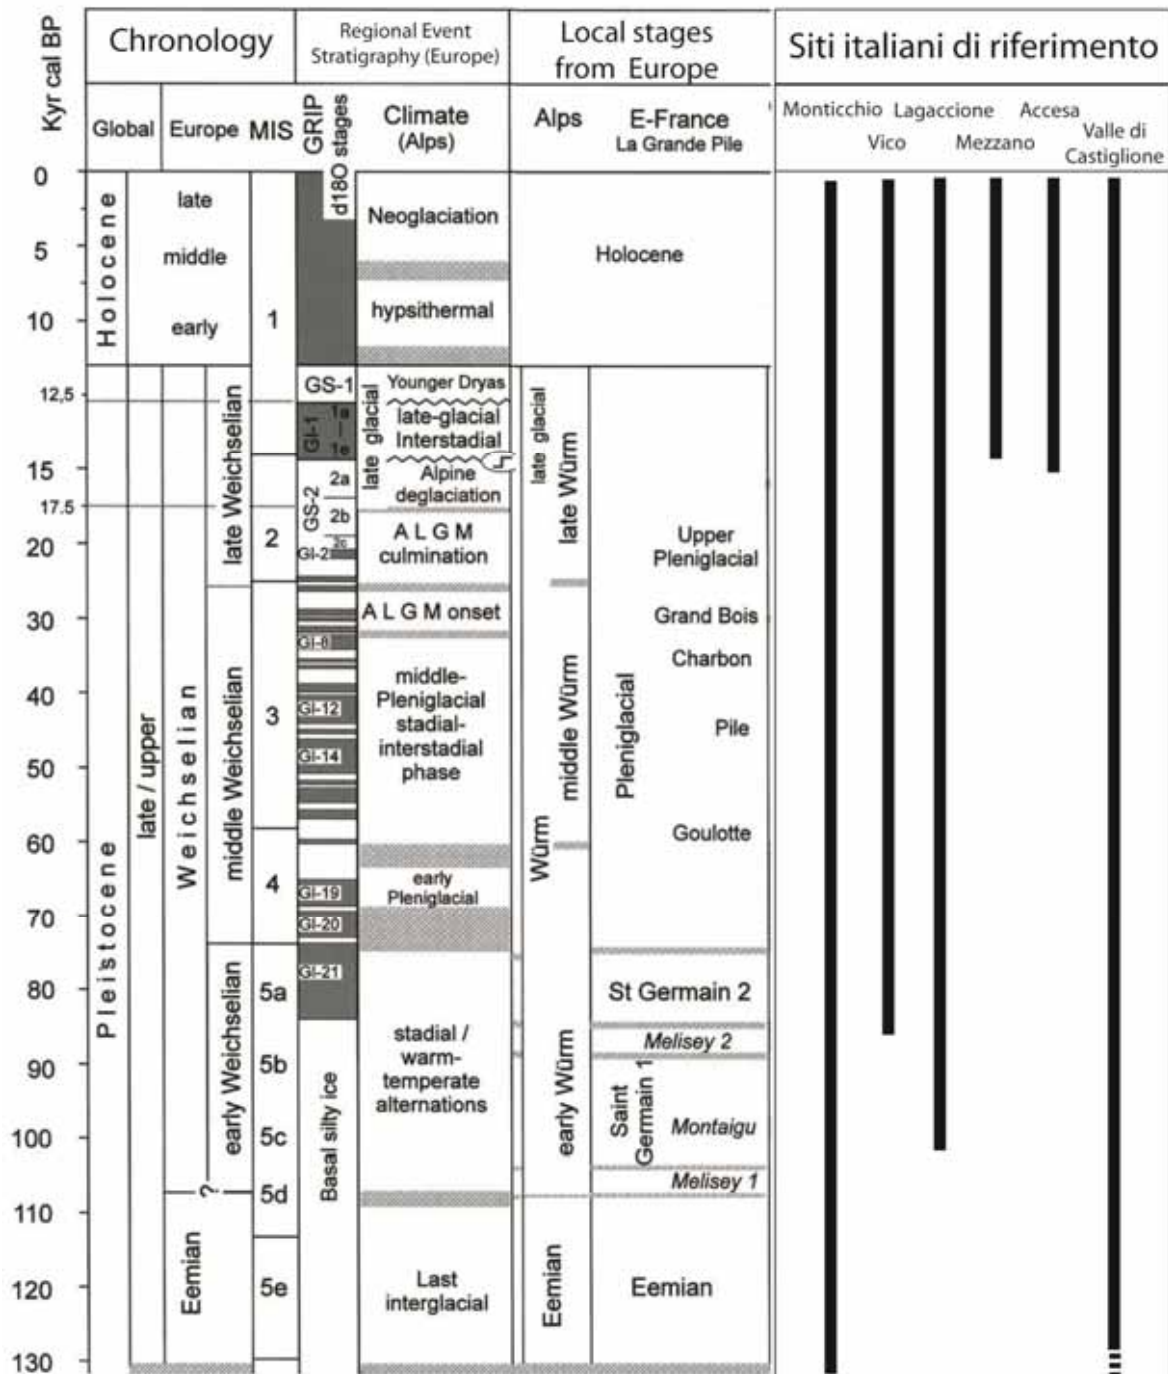 Kyr cal BP
Chronology
Regional Event
Stratigraphy (Europe)
Local stages
from Europe
Siti italiani di riferimento
Global
Europe
MIS
GRIP
d18O stages
Climate
(Alps)
Alps
E-France
La Grande Pile
Monticchio
Lagaccione
Accesa
Vico
Mezzano
Valle di
Castiglione
0
5
10
12,5
15
17.5
20
30
40
50
60
70
80
90
100
110
120
130
Holocene
Pleistocene
late / upper
late
middle
early
Weichselian
late Weichselian
middle Weichselian
early Weichselian
?
Eemian
1
2
3
4
5a
5b
5c
5d
5e
GS-1
GI-1
1a
1e
GS-2
2a
2b
2c
GI-2
GI-8
GI-12
GI-14
GI-19
GI-20
GI-21
Basal silty ice
Neoglaciation
hypsithermal
late glacial
Younger Dryas
late-glacial
Interstadial
Alpine
deglaciation
A L G M
culmination
A L G M onset
middle-
Pleniglacial
stadial-
interstadial
phase
early
Pleniglacial
stadial /
warm-
temperate
alternations
Last
interglacial
Holocene
late glacial
late Würm
middle Würm
Würm
early Würm
Eemian
Pleniglacial
Upper
Pleniglacial
Grand Bois
Charbon
Pile
Goulotte
St Germain 2
Melisey 2
Saint
Germain 1
Montaigu
Melisey 1
Eemian